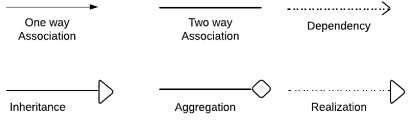 One way
Association
Two way
Association
Dependency
Inheritance
Aggregation
Realization